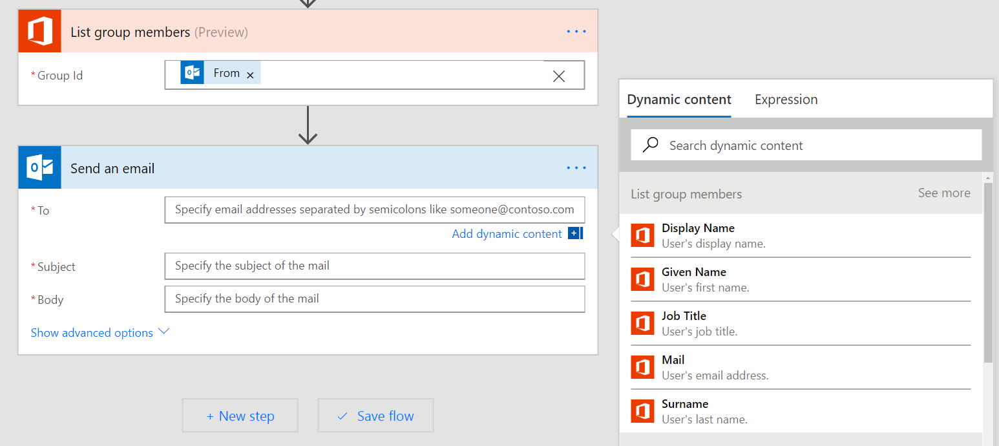 List group members (Preview)
* Group Id
From ×
Send an email
* To
Specify email addresses separated by semicolons like someone@contoso.com
Add dynamic content
* Subject
Specify the subject of the mail
* Body
Specify the body of the mail
Show advanced options
+ New step
Save flow
Dynamic content Expression
Search dynamic content
List group members See more
Display Name
User's display name.
Given Name
User's first name.
Job Title
User's job title.
Mail
User's email address.
Surname
User's last name.